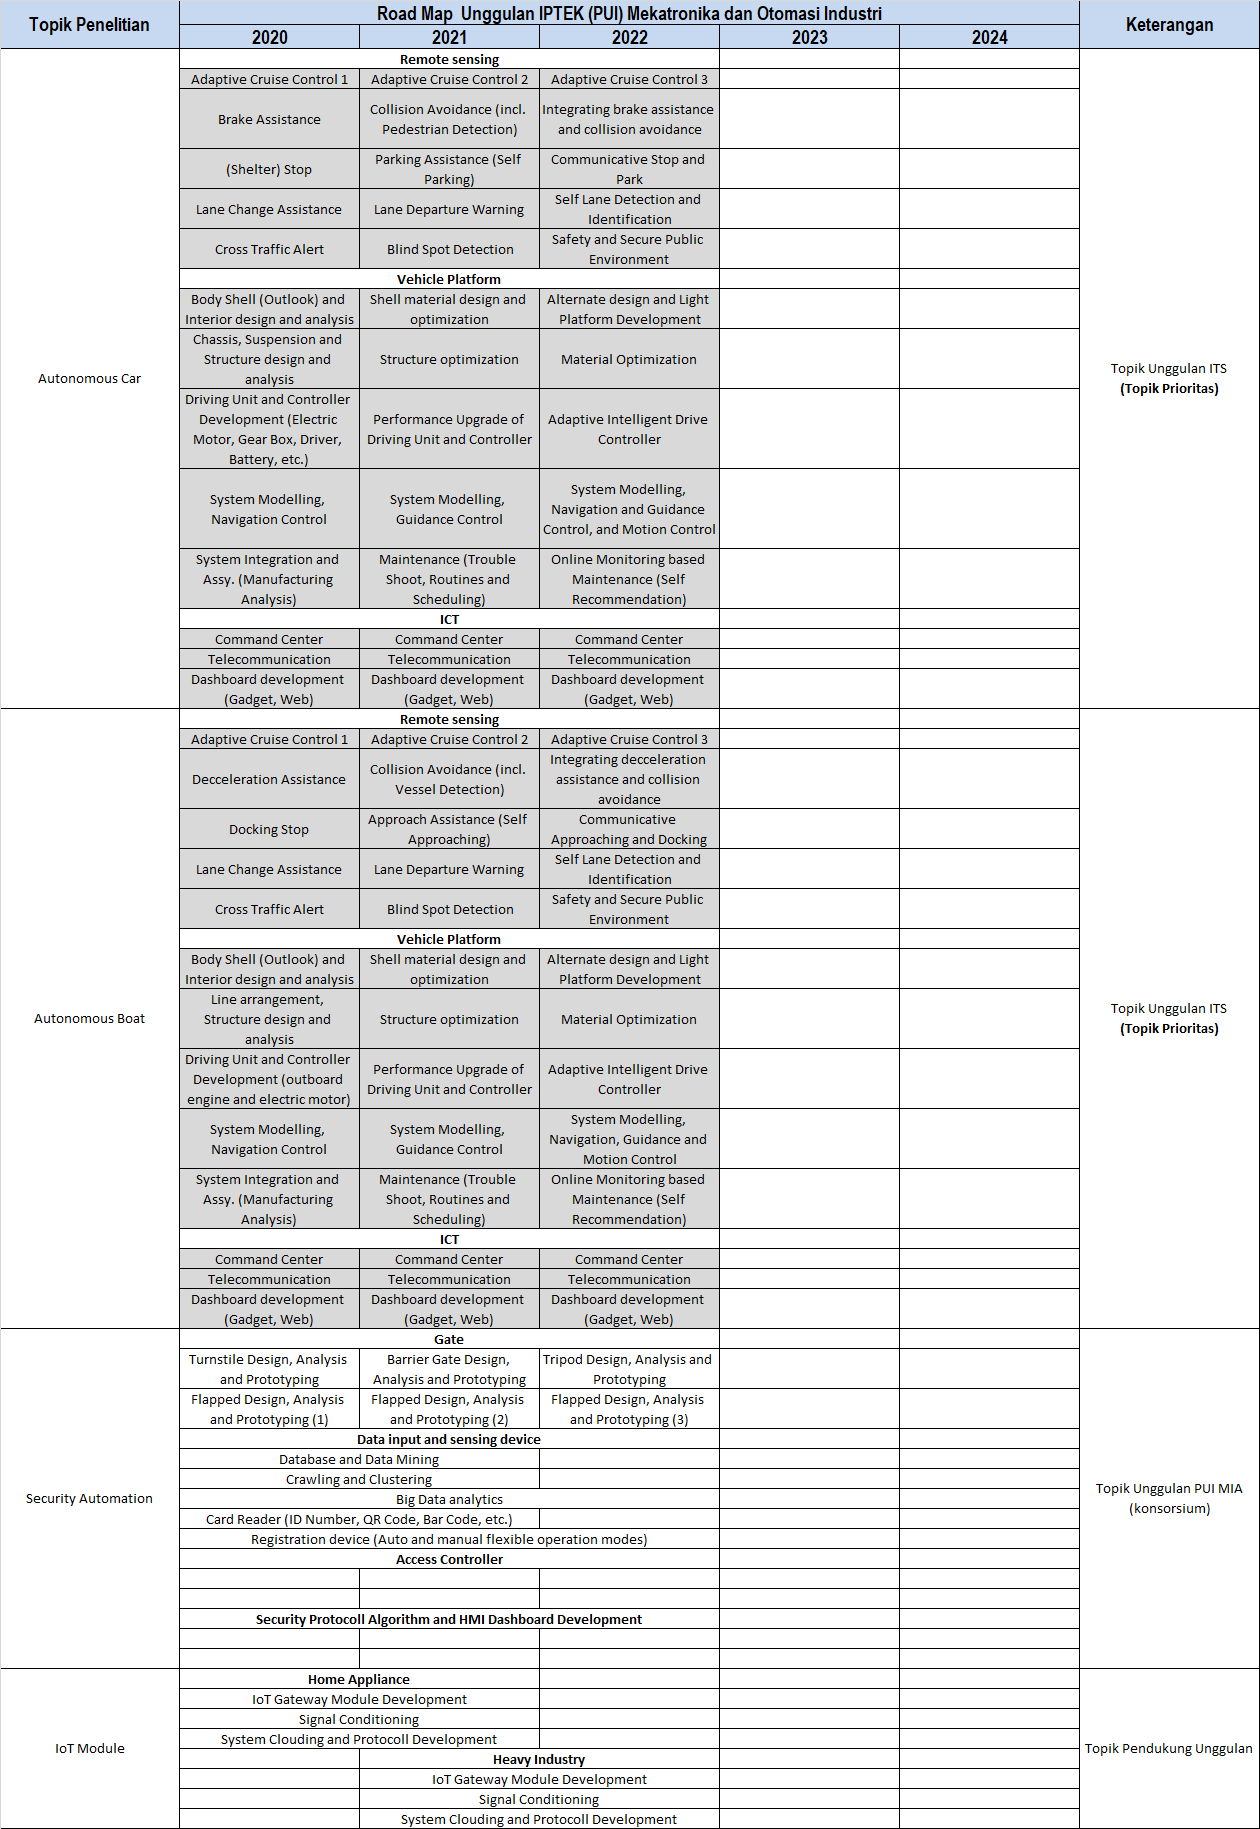 Topik Penelitian
Road Map  Unggulan IPTEK (PUI) Mekatronika dan Otomasi Industri
Keterangan
2020 2021 2022 2023 2024
Remote sensing
Adaptive Cruise Control 1 Adaptive Cruise Control 2 Adaptive Cruise Control 3
Brake Assistance
Collision Avoidance (incl.
Pedestrian Detection)
Integrating brake assistance
and collision avoidance
(Shelter) Stop
Parking Assistance (Self
Parking)
Communicative Stop and
Park
Lane Change Assistance
Lane Departure Warning
Self Lane Detection and
Identification
Cross Traffic Alert
Blind Spot Detection
Safety and Secure Public
Environment
Vehicle Platform
Body Shell (Outlook) and
Interior design and analysis
Shell material design and
optimization
Alternate design and Light
Platform Development
Chassis, Suspension and
Structure design and
analysis
Structure optimization
Material Optimization
Autonomous Car
Topik Unggulan ITS
(Topik Prioritas)
Driving Unit and Controller
Development (Electric
Motor, Gear Box, Driver,
Battery, etc.)
Performance Upgrade of
Driving Unit and Controller
Adaptive Intelligent Drive
Controller
System Modelling,
Navigation Control
System Modelling,
Guidance Control
System Modelling,
Navigation and Guidance
Control, and Motion Control
System Integration and
Assy. (Manufacturing
Analysis)
Maintenance (Trouble
Shoot, Routines and
Scheduling)
Online Monitoring based
Maintenance (Self
Recommendation)
ICT
Command Center Command Center Command Center
Telecommunication Telecommunication Telecommunication
Dashboard development
(Gadget, Web)
Dashboard development
(Gadget, Web)
Dashboard development
(Gadget, Web)
Remote sensing
Adaptive Cruise Control 1 Adaptive Cruise Control 2 Adaptive Cruise Control 3
Decceleration Assistance
Collision Avoidance (incl.
Vessel Detection)
Integrating decceleration
assistance and collision
avoidance
Docking Stop
Approach Assistance (Self
Approaching)
Communicative
Approaching and Docking
Lane Change Assistance
Lane Departure Warning
Self Lane Detection and
Identification
Cross Traffic Alert
Blind Spot Detection
Safety and Secure Public
Environment
Vehicle Platform
Body Shell (Outlook) and
Interior design and analysis
Shell material design and
optimization
Alternate design and Light
Platform Development
Autonomous Boat
Line arrangement,
Structure design and
analysis
Structure optimization
Material Optimization
Topik Unggulan ITS
(Topik Prioritas)
Driving Unit and Controller
Development (outboard
engine and electric motor)
Performance Upgrade of
Driving Unit and Controller
Adaptive Intelligent Drive
Controller
System Modelling,
Navigation Control
System Modelling,
Guidance Control
System Modelling,
Navigation, Guidance and
Motion Control
System Integration and
Assy. (Manufacturing
Analysis)
Maintenance (Trouble
Shoot, Routines and
Scheduling)
Online Monitoring based
Maintenance (Self
Recommendation)
ICT
Command Center Command Center Command Center
Telecommunication Telecommunication Telecommunication
Dashboard development
(Gadget, Web)
Dashboard development
(Gadget, Web)
Dashboard development
(Gadget, Web)
Gate
Turnstile Design, Analysis
and Prototyping
Barrier Gate Design,
Analysis and Prototyping
Tripod Design, Analysis and
Prototyping
Flapped Design, Analysis
and Prototyping (1)
Flapped Design, Analysis
and Prototyping (2)
Flapped Design, Analysis
and Prototyping (3)
Data input and sensing device
Database and Data Mining
Crawling and Clustering
Security Automation
Big Data analytics
Topik Unggulan PUI MIA
(konsorsium)
Card Reader (ID Number, QR Code, Bar Code, etc.)
Registration device (Auto and manual flexible operation modes)
Access Controller
Security Protocoll Algorithm and HMI Dashboard Development
Home Appliance
IoT Gateway Module Development
Signal Conditioning
System Clouding and Protocoll Development
IoT Module
Topik Pendukung Unggulan
Heavy Industry
IoT Gateway Module Development
Signal Conditioning
System Clouding and Protocoll Development